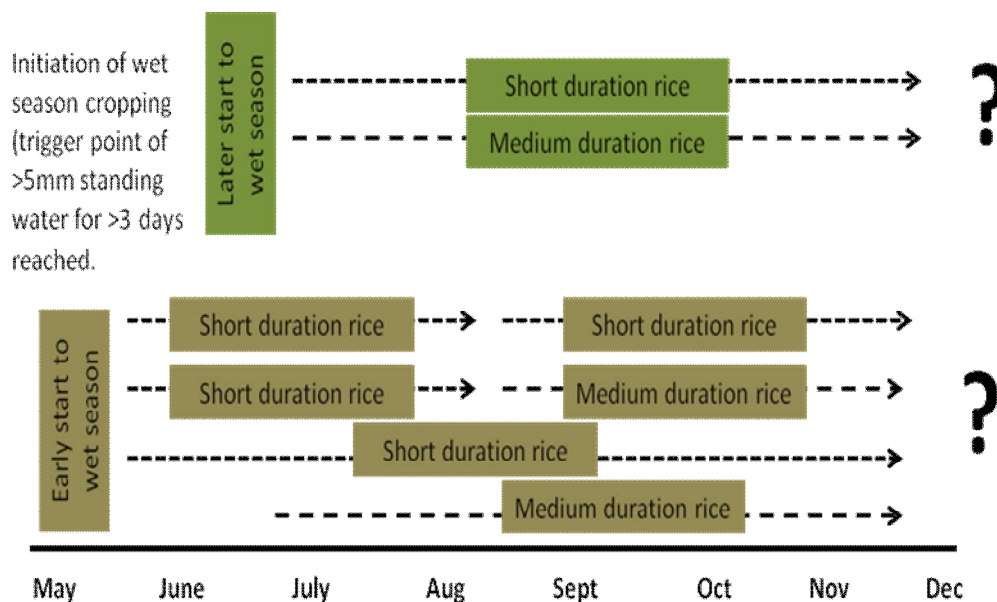 Initiation of wet
season cropping
(trigger point of
>5mm standing
water for >3 days
reached.
Later start to
wet season
Short duration rice
Medium duration rice
?
Early start to
wet season
Short duration rice
Short duration rice
Short duration rice
Medium duration rice
Short duration rice
Medium duration rice
?
May June July Aug Sept Oct Nov Dec